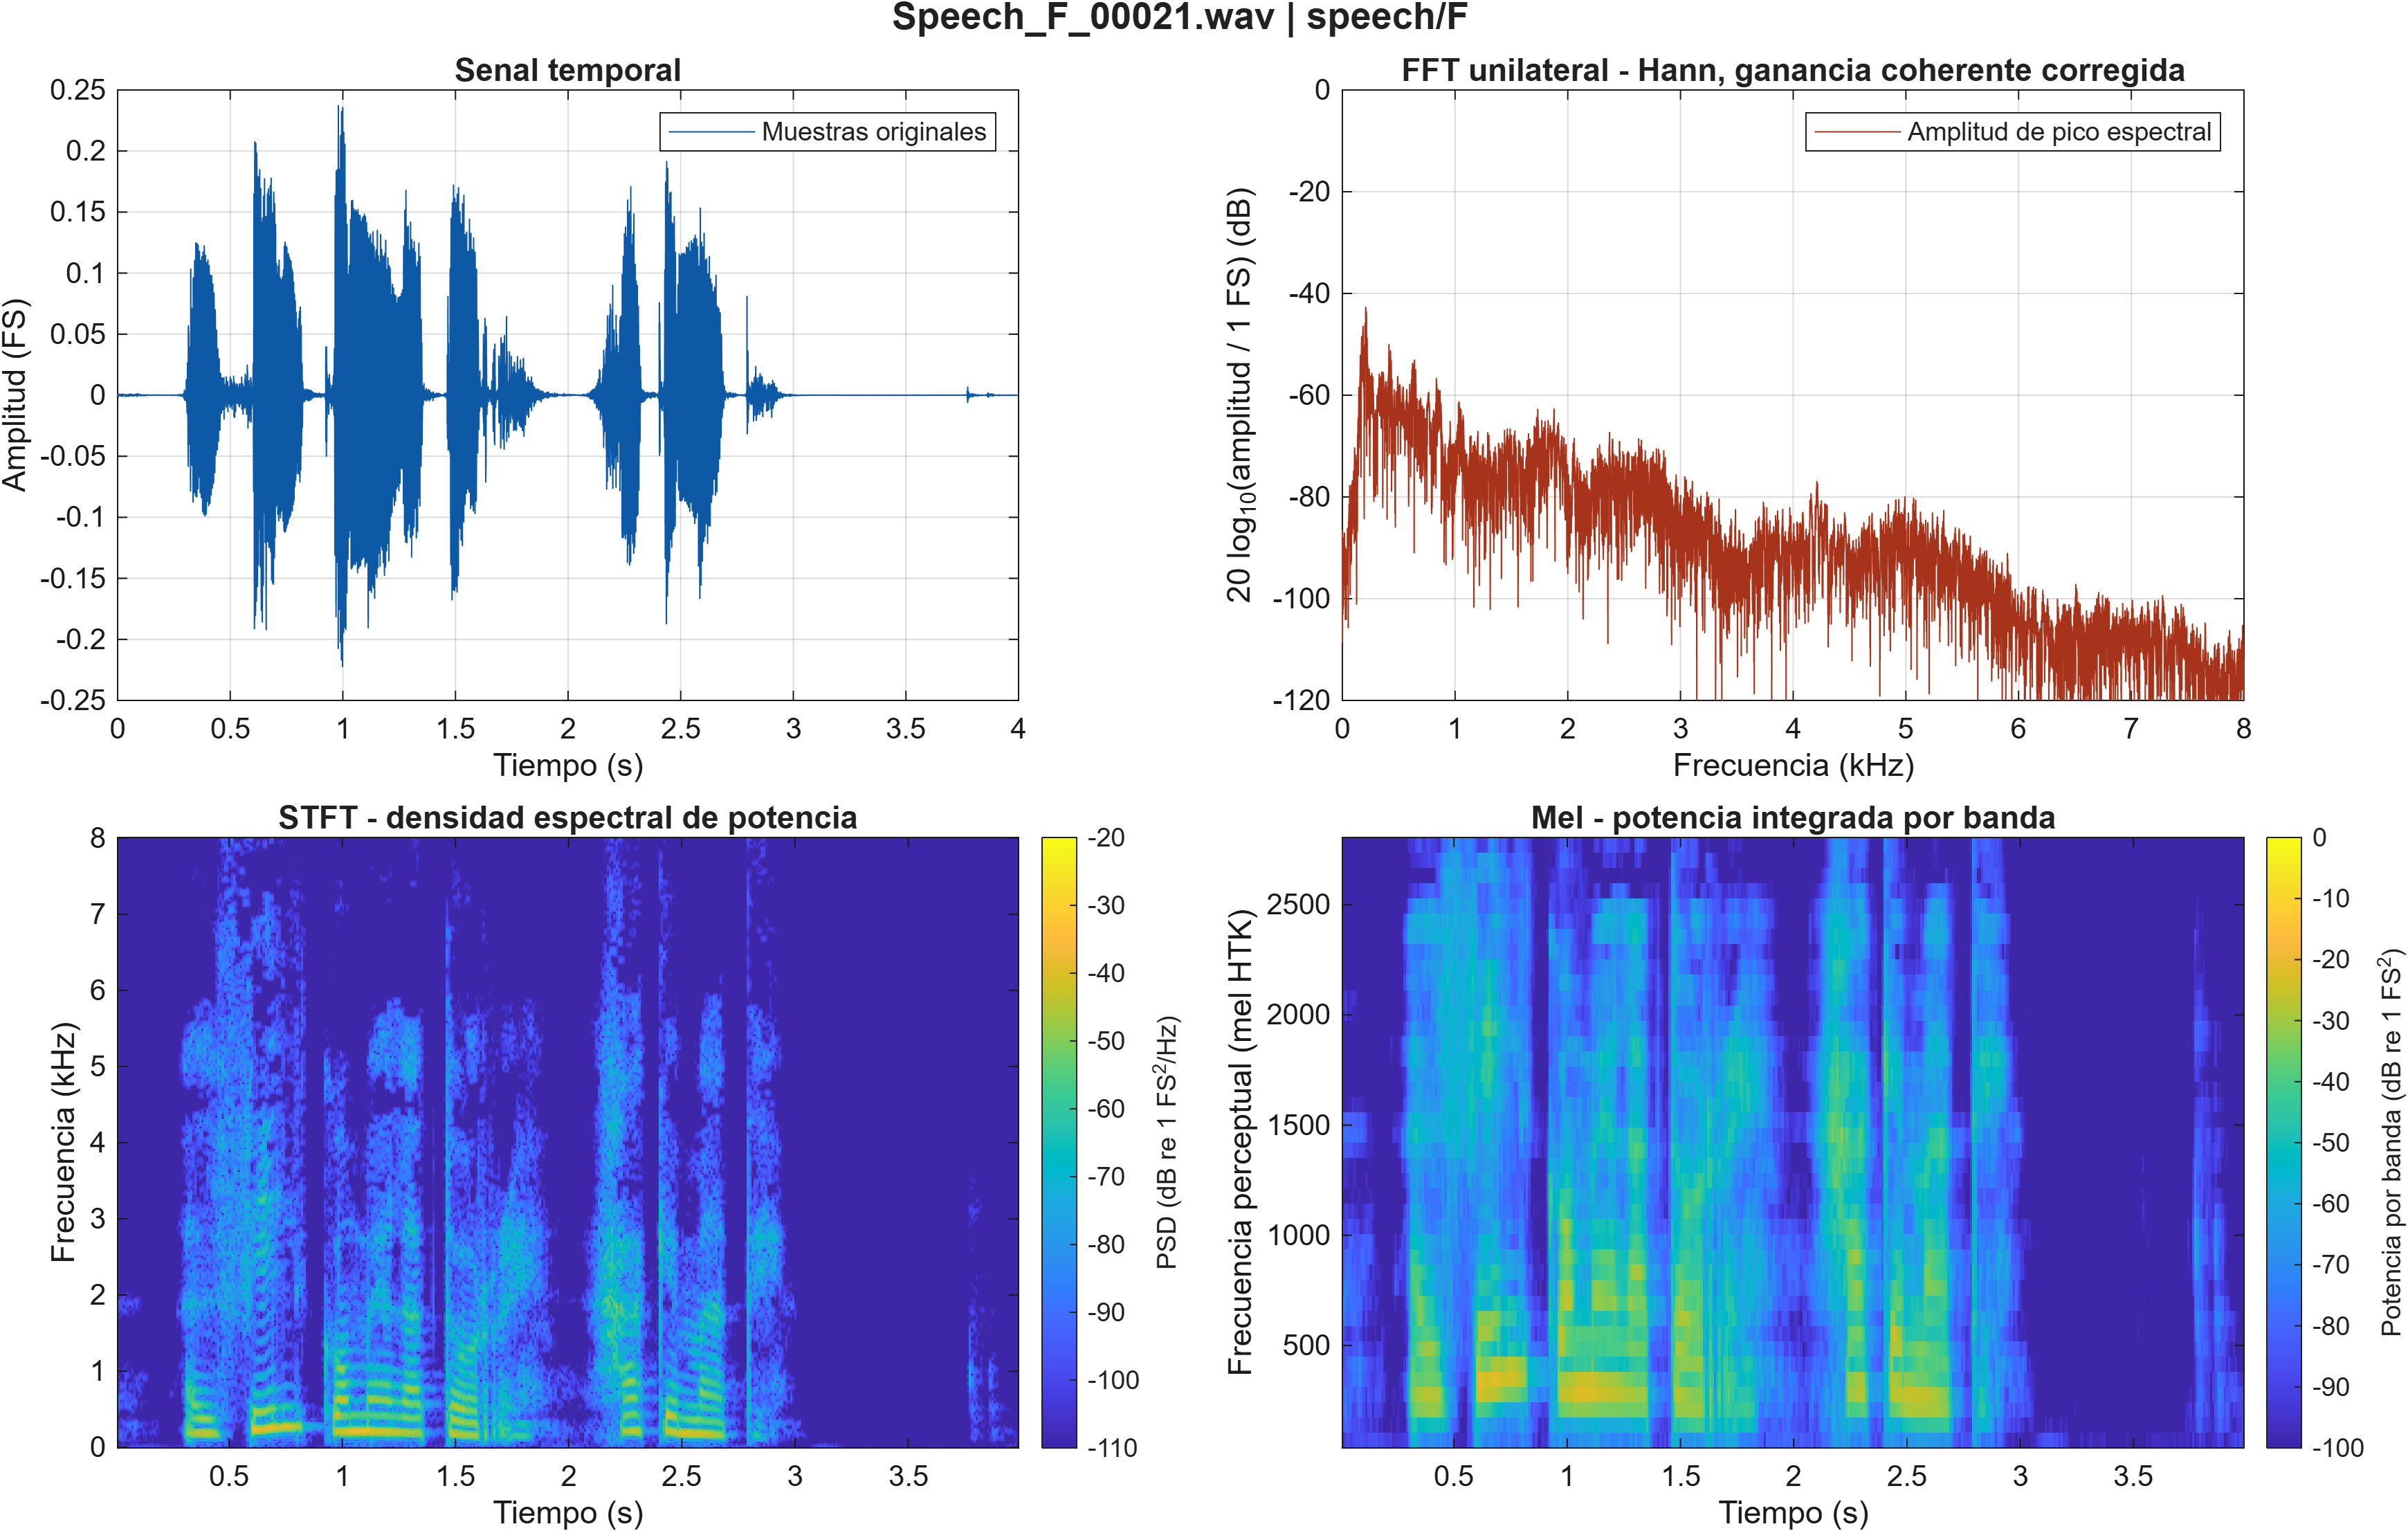 Speech_F_00021.wav | speech/F
Senal temporal
0.25
0.2
0.15
0.1
0.05
0
-0.05
-0.1
-0.15
-0.2
-0.25
Amplitud (FS)
Muestras originales
0 0.5 1 1.5 2 2.5 3 3.5 4
Tiempo (s)
FFT unilateral - Hann, ganancia coherente corregida
0
-20
-40
-60
-80
-100
-120
20 log10(amplitud / 1 FS) (dB)
Amplitud de pico espectral
0 1 2 3 4 5 6 7 8
Frecuencia (kHz)
STFT - densidad espectral de potencia
8
7
6
5
4
3
2
1
0
Frecuencia (kHz)
0.5 1 1.5 2 2.5 3 3.5
Tiempo (s)
-20
-30
-40
-50
-60
-70
-80
-90
-100
-110
PSD (dB re 1 FS²/Hz)
Mel - potencia integrada por banda
2500
2000
1500
1000
500
Frecuencia perceptual (mel HTK)
0.5 1 1.5 2 2.5 3 3.5
Tiempo (s)
0
-10
-20
-30
-40
-50
-60
-70
-80
-90
-100
Potencia por banda (dB re 1 FS²)